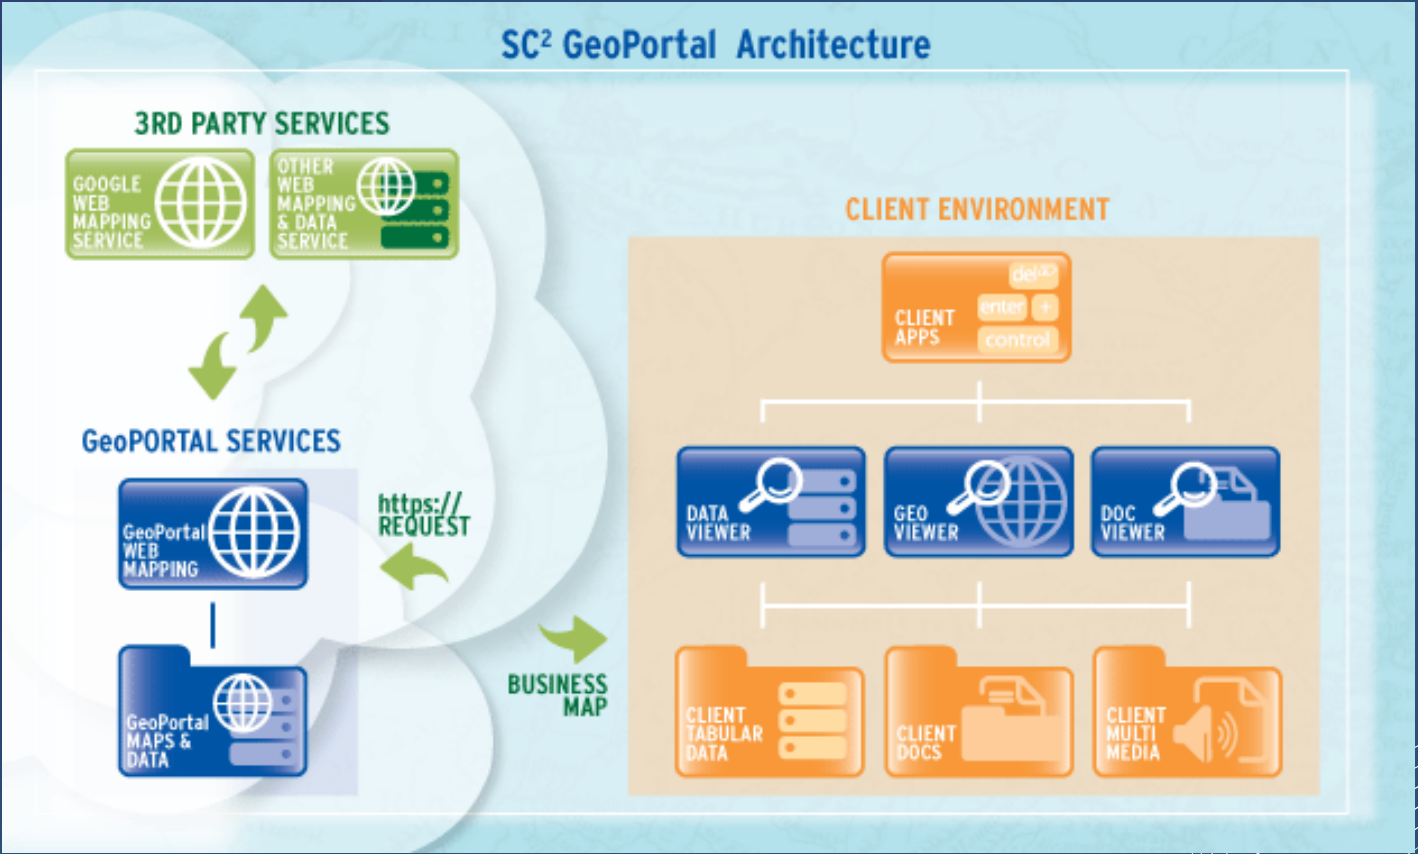 SC² GeoPortal Architecture
3RD PARTY SERVICES
GOOGLE
WEB
MAPPING
SERVICE
OTHER
WEB
MAPPING
& DATA
SERVICE
CLIENT ENVIRONMENT
del
enter +
control
CLIENT
APPS
GeoPORTAL SERVICES
GeoPortal
WEB
MAPPING
https://
REQUEST
DATA
VIEWER
GEO
VIEWER
DOC
VIEWER
BUSINESS
MAP
GeoPortal
MAPS &
DATA
CLIENT
TABULAR
DATA
CLIENT
DOCS
CLIENT
MULTI
MEDIA